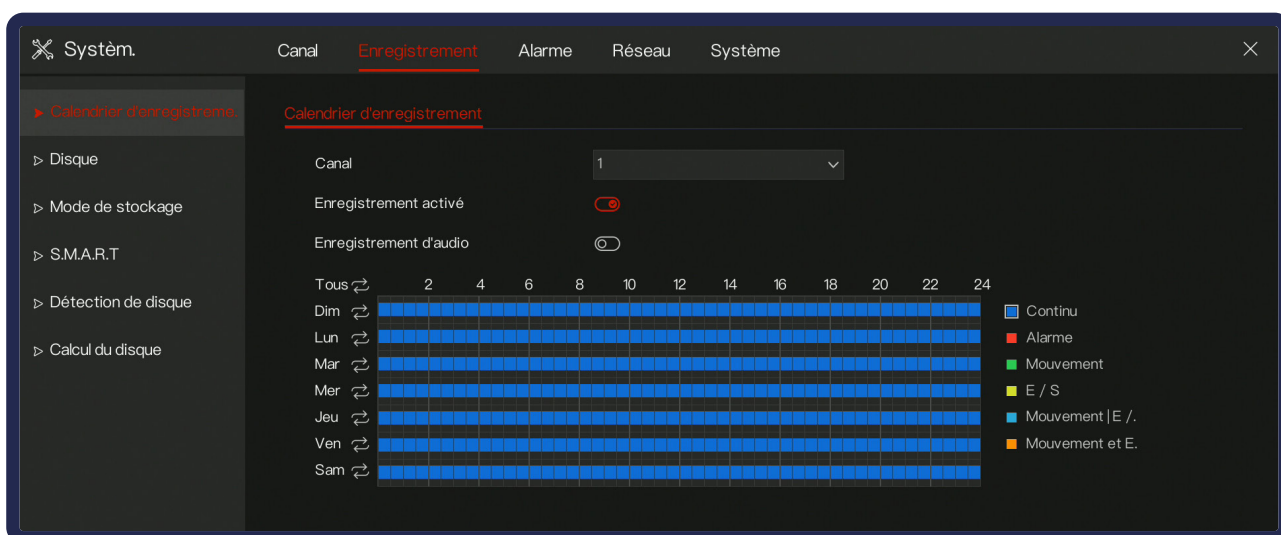 Systèm.
Canal Enregistrement Alarme Réseau Système
Calendrier d'enregistreme.
Disque
Mode de stockage
S.M.A.R.T
Détection de disque
Calcul du disque
Calendrier d'enregistrement
Canal 1
Enregistrement activé
Enregistrement d'audio
Tous 2 4 6 8 10 12 14 16 18 20 22 24
Dim
Lun
Mar
Mer
Jeu
Ven
Sam
Continu
Alarme
Mouvement
E / S
Mouvement|E /.
Mouvement et E.